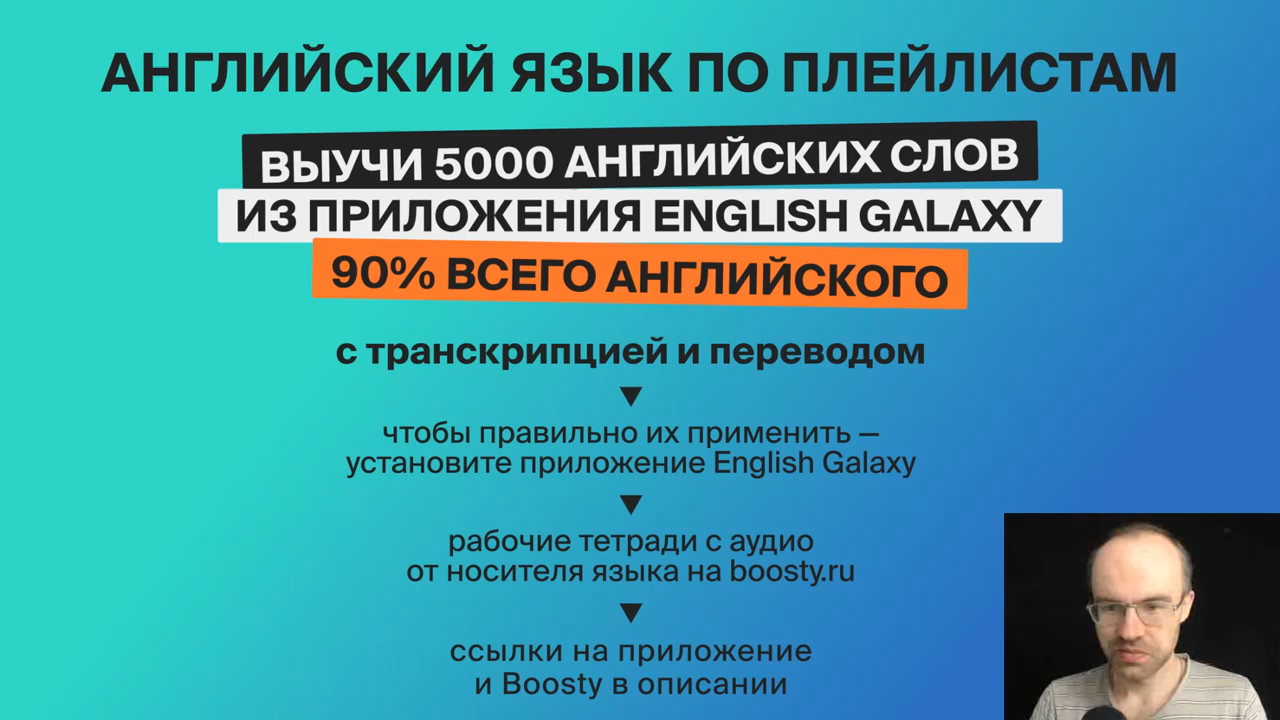 АНГЛИЙСКИЙ ЯЗЫК ПО ПЛЕЙЛИСТАМ
ВЫУЧИ 5000 АНГЛИЙСКИХ СЛОВ
ИЗ ПРИЛОЖЕНИЯ ENGLISH GALAXY
90% ВСЕГО АНГЛИЙСКОГО
с транскрипцией и переводом
чтобы правильно их применить —
установите приложение English Galaxy
рабочие тетради с аудио
от носителя языка на boosty.ru
ссылки на приложение
и Boosty в описании